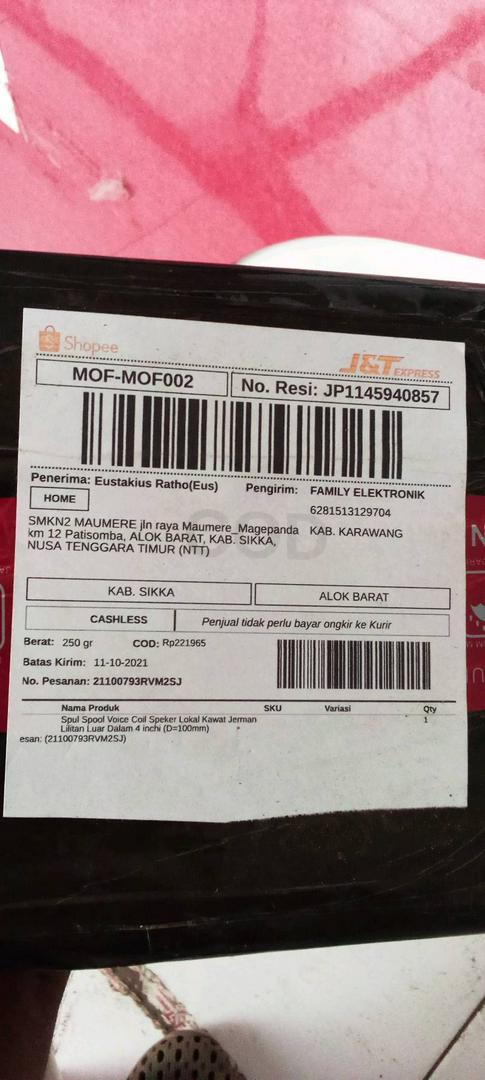 Shopee
J&T EXPRESS
MOF-MOF002
No. Resi: JP1145940857
Penerima: Eustakius Ratho(Eus)
Pengirim: FAMILY ELEKTRONIK
HOME
6281513129704
SMKN2 MAUMERE jln raya Maumere_Magepanda
KAB. KARAWANG
km 12 Patisomba, ALOK BARAT, KAB. SIKKA,
NUSA TENGGARA TIMUR (NTT)
COD
KAB. SIKKA
ALOK BARAT
CASHLESS
Penjual tidak perlu bayar ongkir ke Kurir
Berat: 250 gr
COD: Rp221965
Batas Kirim: 11-10-2021
No. Pesanan: 21100793RVM2SJ
Nama Produk SKU Variasi Qty
Spul Spool Voice Coil Speker Lokal Kawat Jerman 1
Lilitan Luar Dalam 4 inchi (D=100mm)
esan: (21100793RVM2SJ)